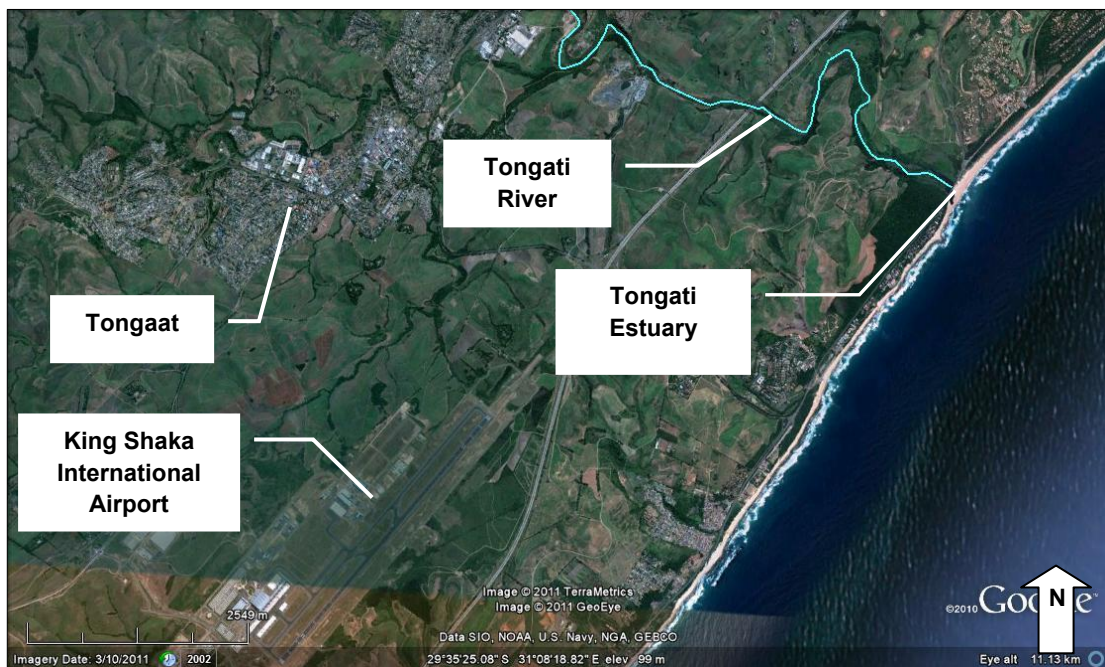 Tongati
River
Tongati
Estuary
Tongaat
King Shaka
International
Airport
2549 m
Image © 2011 TerraMetrics
Image © 2011 GeoEye
Data SIO, NOAA, U.S. Navy, NGA, GEBCO
©2010 Google™
N
Imagery Date: 3/10/2011 2002 29°35'25.08" S 31°08'18.82" E elev 99 m Eye alt 11.13 km